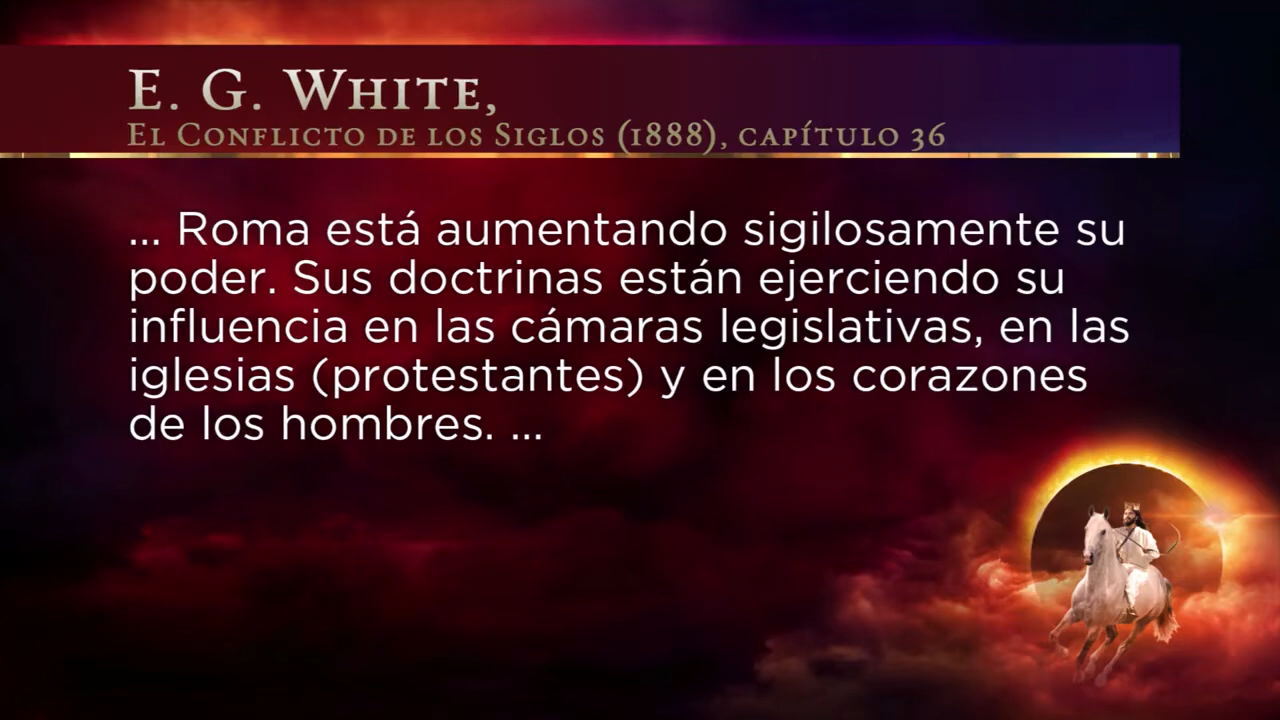 E. G. White,
El Conflicto de los Siglos (1888), capítulo 36
... Roma está aumentando sigilosamente su
poder. Sus doctrinas están ejerciendo su
influencia en las cámaras legislativas, en las
iglesias (protestantes) y en los corazones
de los hombres. ...